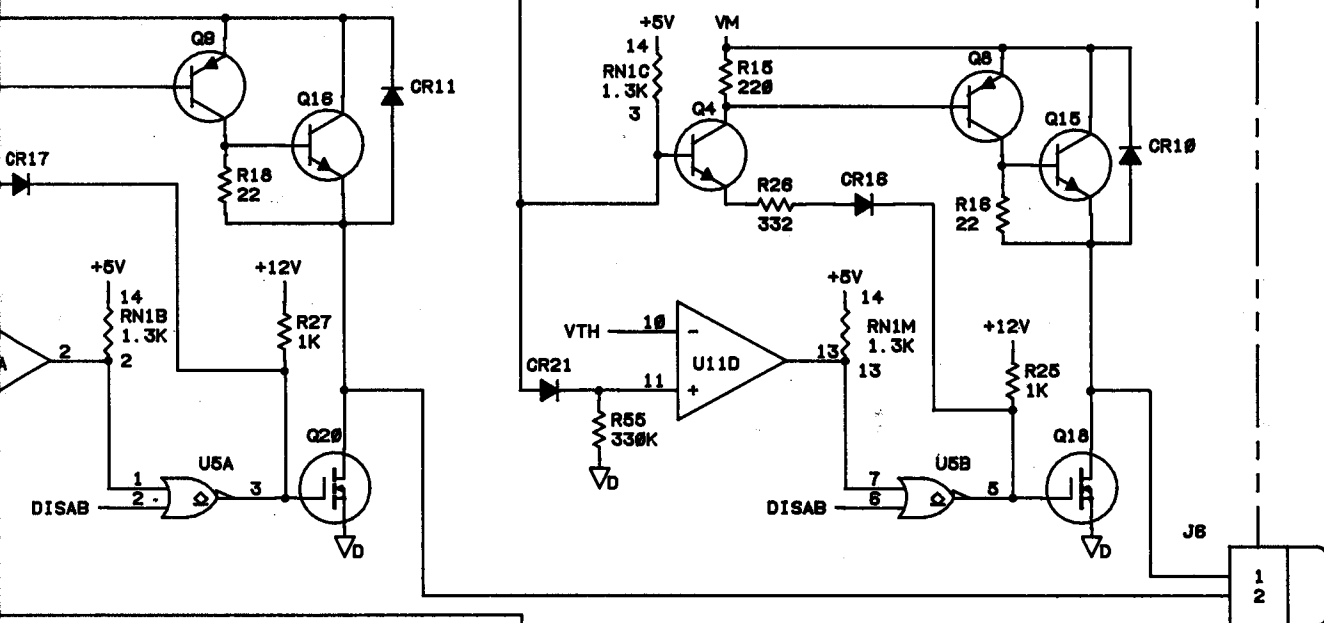 Q9
Q16
CR11
CR17
R18
22
+5V
14
RN1B
1.3K
2
2
+12V
R27
1K
Q20
U5A
1
2
3
DISAB
D
A
+5V
14
RN1C
1.3K
3
VM
R15
220
Q4
Q8
Q15
CR10
R26
332
CR16
R16
22
VTH
10
11
U11D
13
CR21
R55
330K
D
+5V
14
RN1M
1.3K
13
+12V
R25
1K
Q18
U5B
7
6
5
DISAB
D
J6
1
2